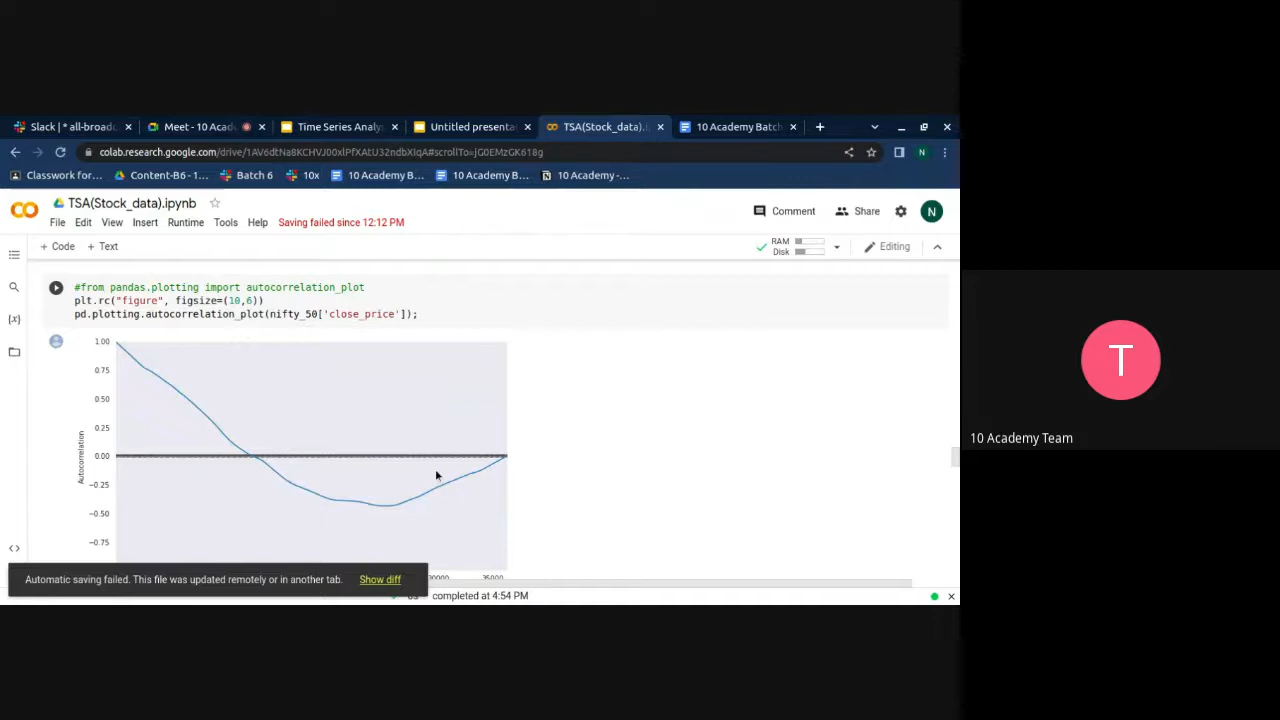 Slack | * all-broad
Meet - 10 Acad
Time Series Analy
Untitled presenta
TSA(Stock_data).i
10 Academy Batch
colab.research.google.com/drive/1AV6dtNa8KCHVJ00xlPfXAtU32ndbXIqA#scrollTo=jG0EMzGK618g
N
Classwork for...
Content-B6 - 1...
Batch 6
10x
10 Academy B...
10 Academy B...
10 Academy -...
TSA(Stock_data).ipynb
File Edit View Insert Runtime Tools Help Saving failed since 12:12 PM
Comment
Share
N
+ Code + Text
RAM
Disk
Editing
#from pandas.plotting import autocorrelation_plot
plt.rc("figure", figsize=(10,6))
pd.plotting.autocorrelation_plot(nifty_50['close_price']);
{x}
1.00
0.75
0.50
0.25
0.00
−0.25
−0.50
−0.75
Autocorrelation
30000 35000
Automatic saving failed. This file was updated remotely or in another tab. Show diff
completed at 4:54 PM
T
10 Academy Team